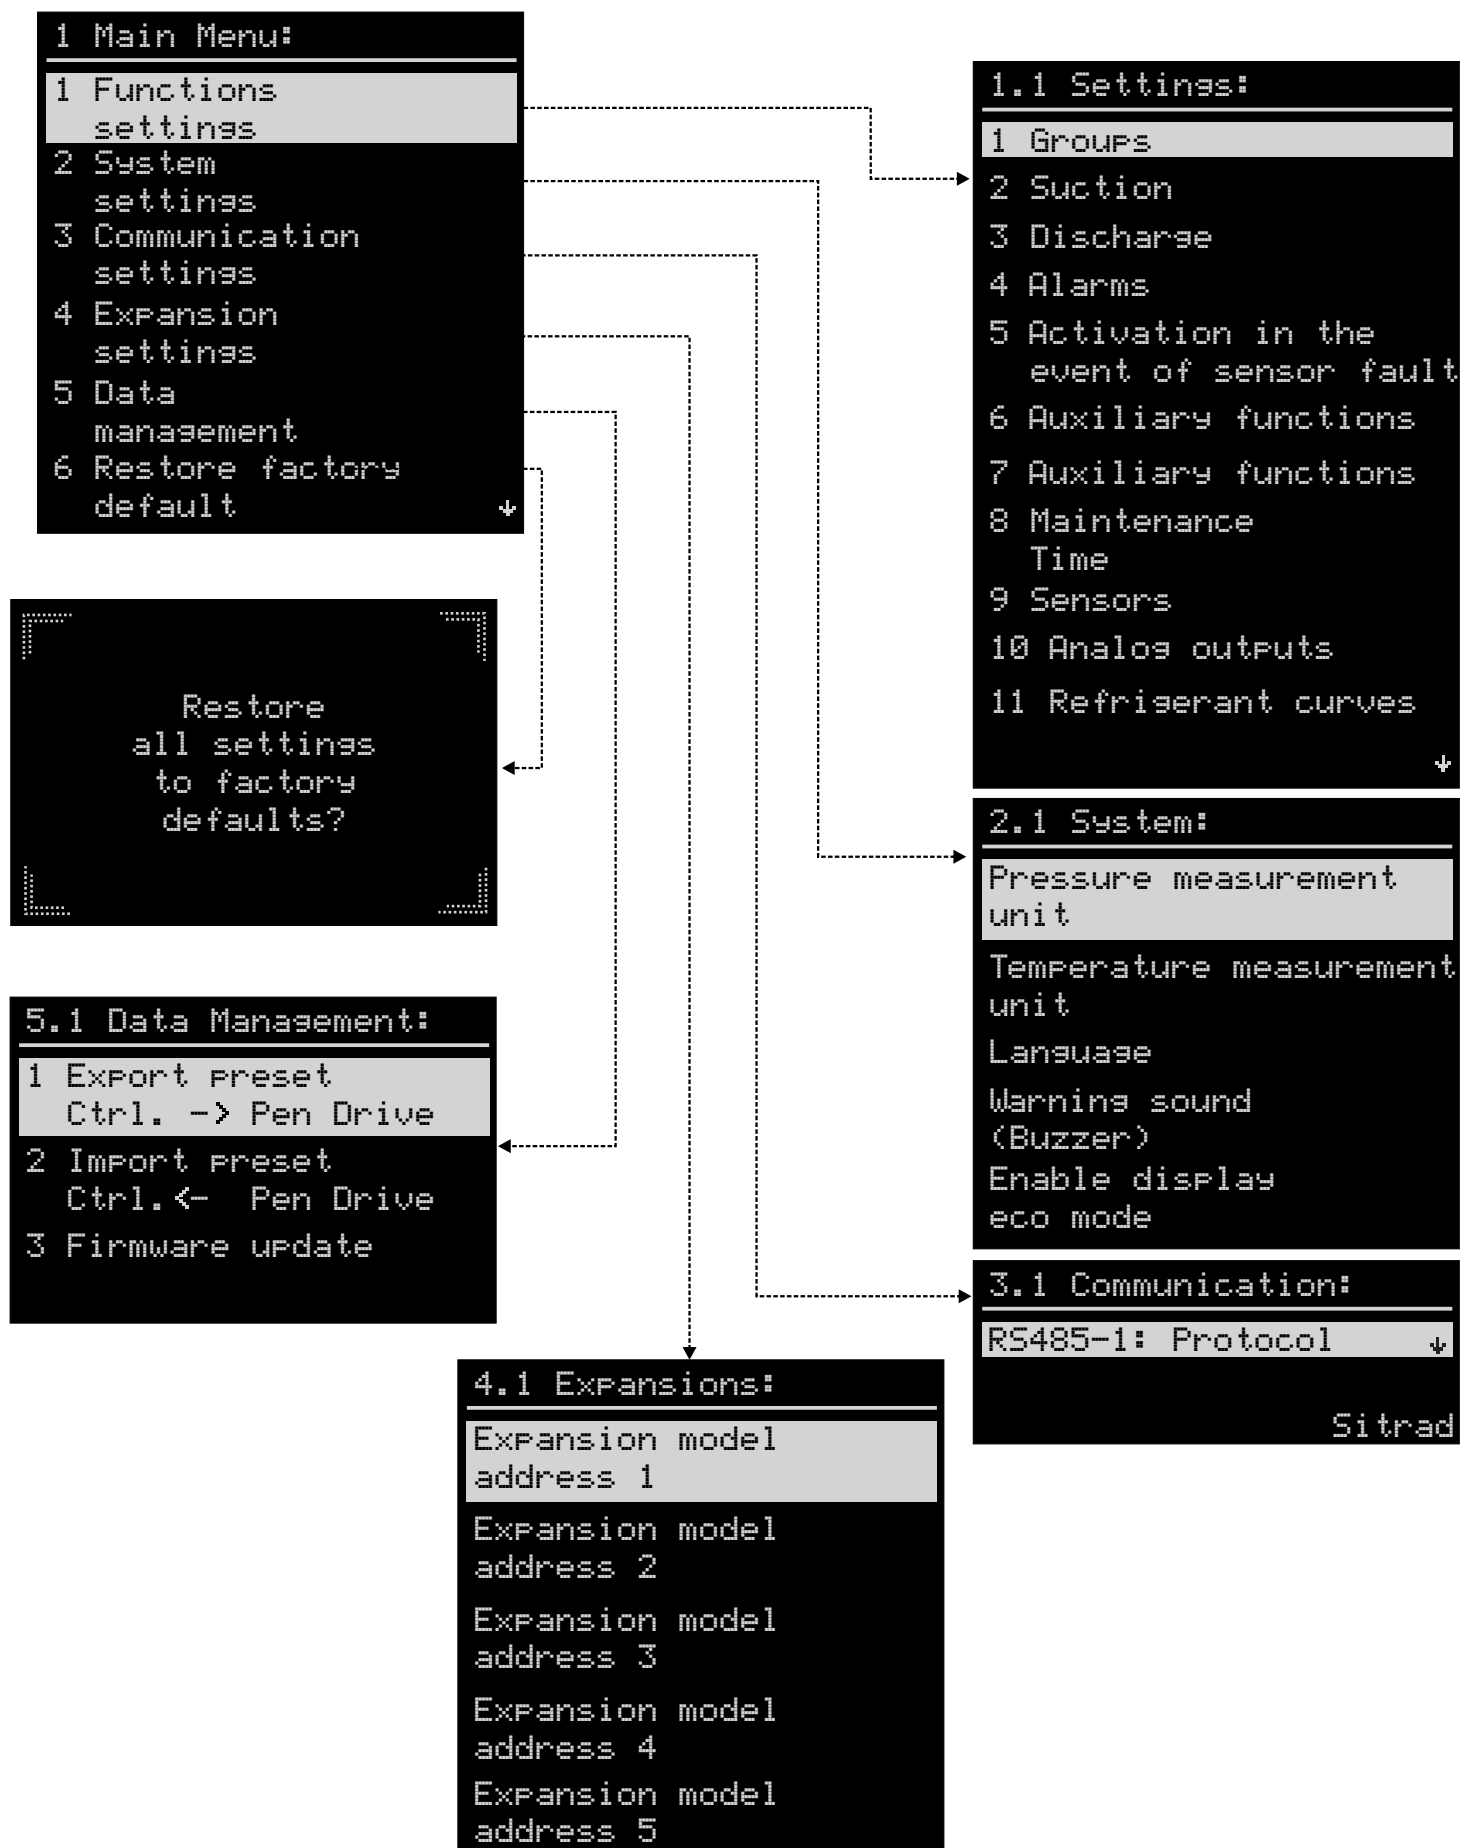 1 Main Menu:
1 Functions
settings
2 System
settings
3 Communication
settings
4 Expansion
settings
5 Data
management
6 Restore factory
default
Restore
all settings
to factory
defaults?
5.1 Data Management:
1 Export preset
Ctrl. -> Pen Drive
2 Import preset
Ctrl.<- Pen Drive
3 Firmware update
4.1 Expansions:
Expansion model
address 1
Expansion model
address 2
Expansion model
address 3
Expansion model
address 4
Expansion model
address 5
1.1 Settings:
1 Groups
2 Suction
3 Discharge
4 Alarms
5 Activation in the
event of sensor fault
6 Auxiliary functions
7 Auxiliary functions
8 Maintenance
Time
9 Sensors
10 Analog outputs
11 Refrigerant curves
2.1 System:
Pressure measurement
unit
Temperature measurement
unit
Language
Warning sound
(Buzzer)
Enable display
eco mode
3.1 Communication:
RS485-1: Protocol
Sitrad